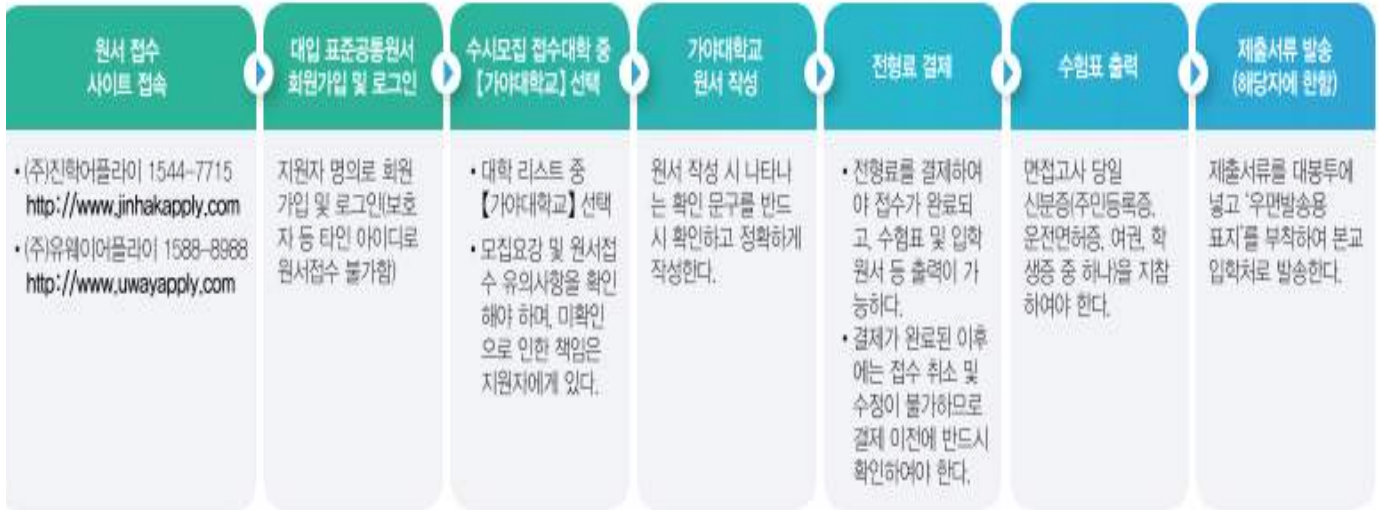 원서 접수
사이트 접속
• (주)진학어플라이 1544-7715
http://www.jinhakapply.com
• (주)유웨이어플라이 1588-8988
http://www.uwayapply.com
대입 표준공통원서
회원가입 및 로그인
지원자 명의로 회원
가입 및 로그인(보호
자 등 타인 아이디로
원서접수 불가함)
수시모집 접수대학 중
【가야대학교】 선택
• 대학 리스트 중
【가야대학교】 선택
• 모집요강 및 원서접
수 유의사항을 확인
해야 하며, 미확인
으로 인한 책임은
지원자에게 있다.
가야대학교
원서 작성
원서 작성 시 나타나
는 확인 문구를 반드
시 확인하고 정확하게
작성한다.
전형료 결제
• 전형료를 결제하여
야 접수가 완료되
고, 수험표 및 입학
원서 등 출력이 가
능하다.
• 결제가 완료된 이후
에는 접수 취소 및
수정이 불가하므로
결제 이전에 반드시
확인하여야 한다.
수험표 출력
면접고사 당일
신분증(주민등록증,
운전면허증, 여권, 학
생증 중 하나)을 지참
하여야 한다.
제출서류 발송
(해당자에 한함)
제출서류를 대봉투에
넣고 '우편발송용
표지'를 부착하여 본교
입학처로 발송한다.